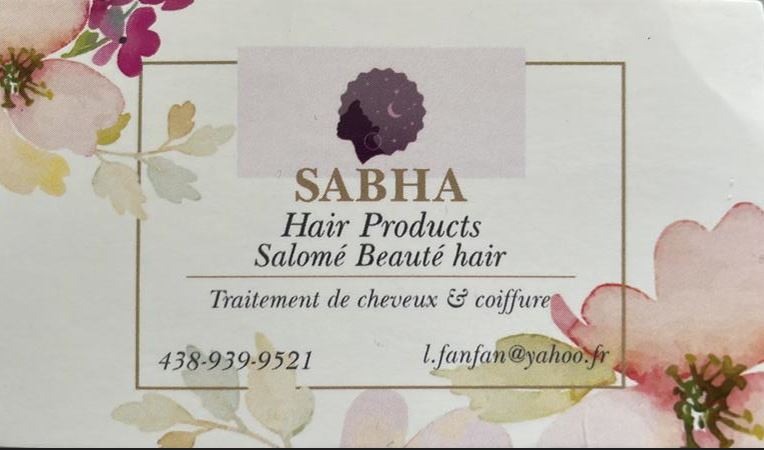 SABHA
Hair Products
Salomé Beauté hair
Traitement de cheveux & coiffure
438-939-9521
l.fanfan@yahoo.fr